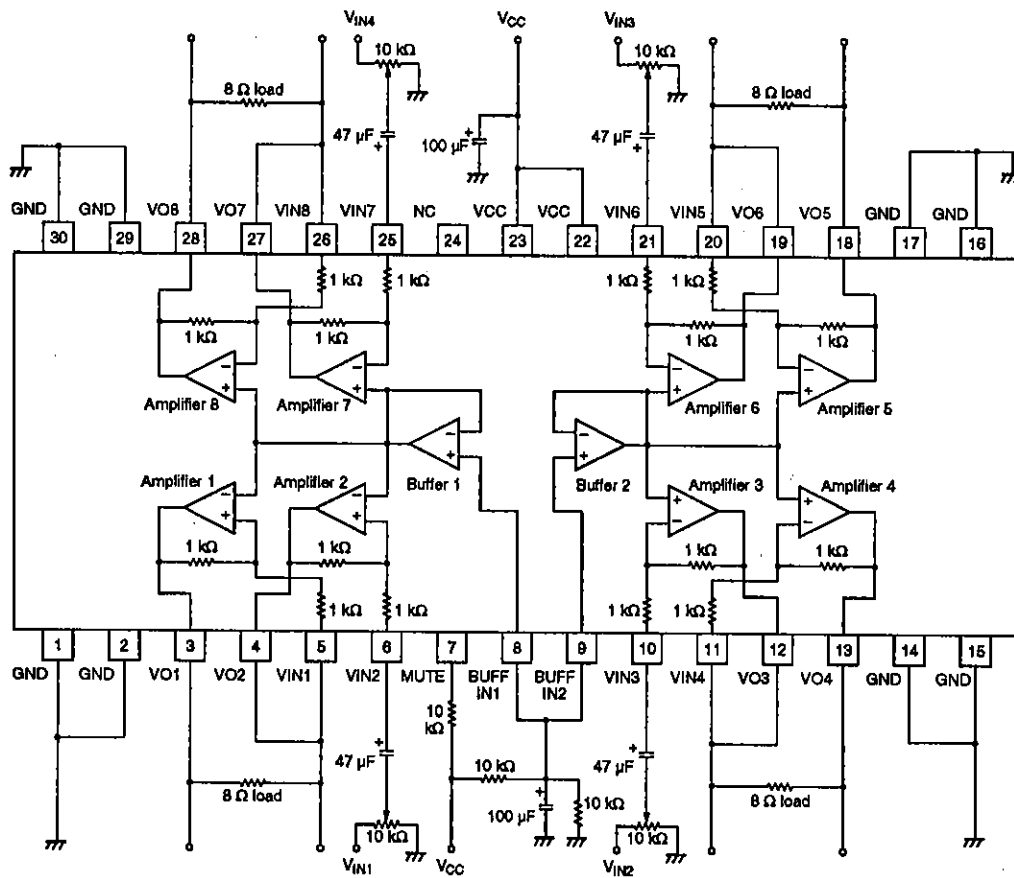 VIN4 VCC VIN3
10 kΩ 10 kΩ
8 Ω load 8 Ω load
47 µF + 100 µF + 47 µF +
GND GND VO8 VO7 VIN8 VIN7 NC VCC VCC VIN6 VIN5 VO6 VO5 GND GND
30 29 28 27 26 25 24 23 22 21 20 19 18 17 16
1 kΩ 1 kΩ 1 kΩ 1 kΩ
1 kΩ 1 kΩ 1 kΩ 1 kΩ
− + − + − + − +
Amplifier 8 Amplifier 7 Amplifier 6 Amplifier 5
− + − +
Amplifier 1 Amplifier 2 Buffer 1 Buffer 2 Amplifier 3 Amplifier 4
− + − + + − + −
1 kΩ 1 kΩ 1 kΩ 1 kΩ
1 kΩ 1 kΩ 1 kΩ 1 kΩ
1 2 3 4 5 6 7 8 9 10 11 12 13 14 15
GND GND VO1 VO2 VIN1 VIN2 MUTE BUFF IN1 BUFF IN2 VIN3 VIN4 VO3 VO4 GND GND
10 kΩ
47 µF + 10 kΩ 47 µF +
8 Ω load 100 µF + 10 kΩ 8 Ω load
10 kΩ 10 kΩ
VIN1 VCC VIN2